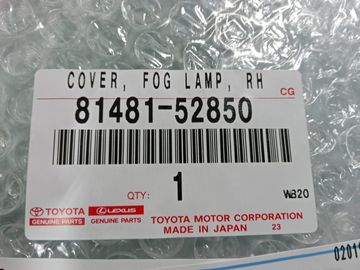 COVER, FOG LAMP, RH
CG
81481-52850
QTY: 1 W320
TOYOTA GENUINE PARTS
LEXUS GENUINE PARTS
TOYOTA MOTOR CORPORATION
MADE IN JAPAN 23